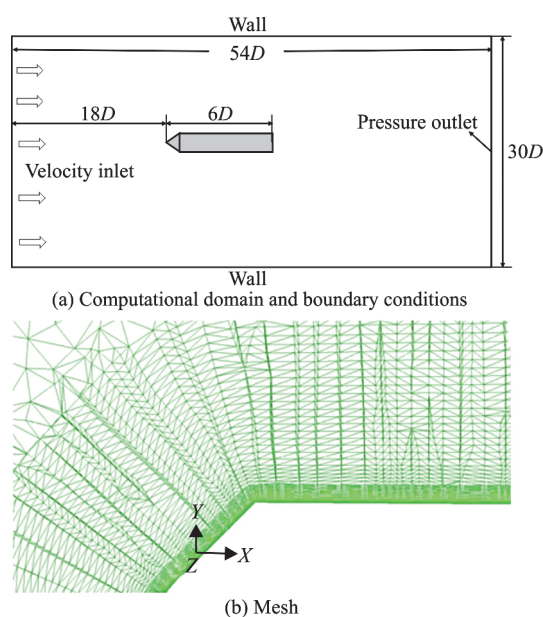 Wall
54D
18D
6D
Pressure outlet
30D
Velocity inlet
Wall
(a) Computational domain and boundary conditions
Y
X
Z
(b) Mesh